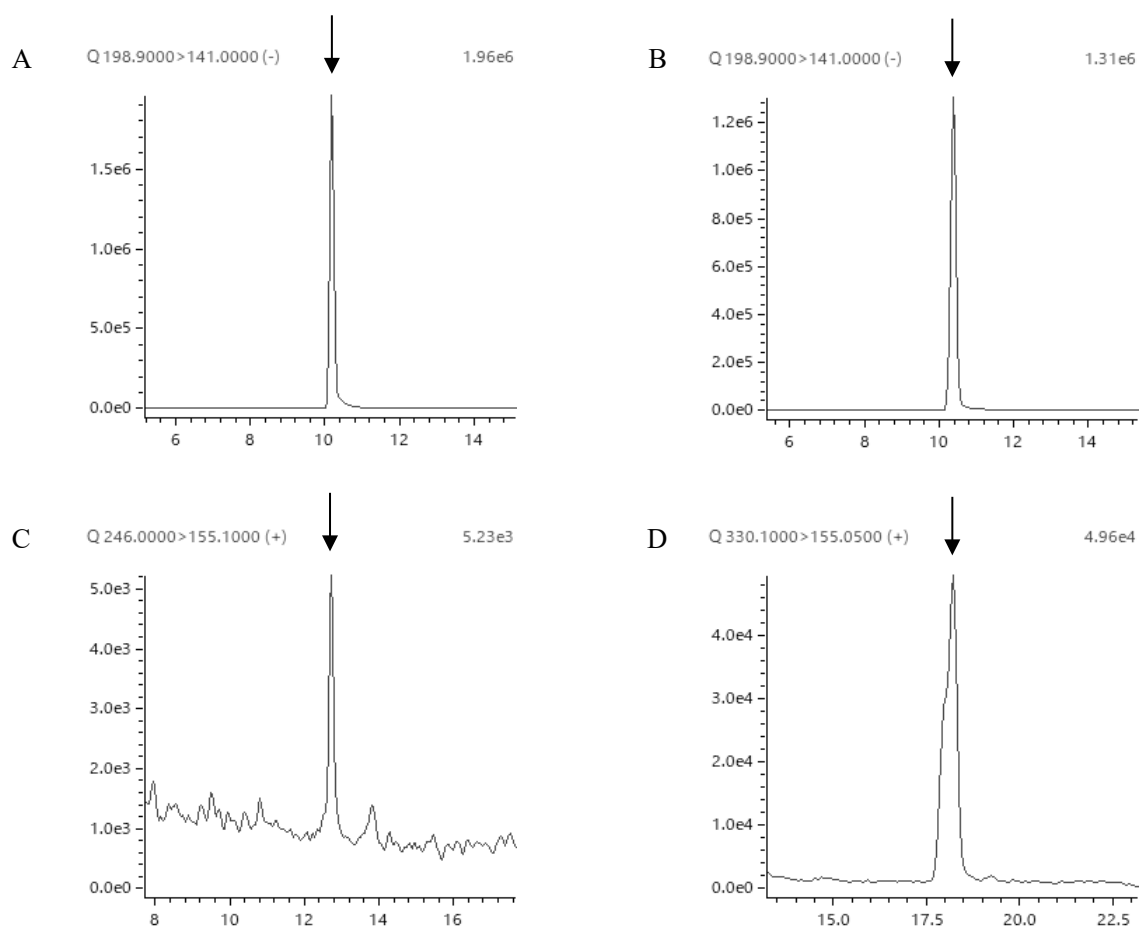 A
Q 198.9000>141.0000 (-) 1.96e6
1.5e6
1.0e6
5.0e5
0.0e0
6 8 10 12 14
B
Q 198.9000>141.0000 (-) 1.31e6
1.2e6
1.0e6
8.0e5
6.0e5
4.0e5
2.0e5
0.0e0
6 8 10 12 14
C
Q 246.0000>155.1000 (+) 5.23e3
5.0e3
4.0e3
3.0e3
2.0e3
1.0e3
0.0e0
8 10 12 14 16
D
Q 330.1000>155.0500 (+) 4.96e4
4.0e4
3.0e4
2.0e4
1.0e4
0.0e0
15.0 17.5 20.0 22.5